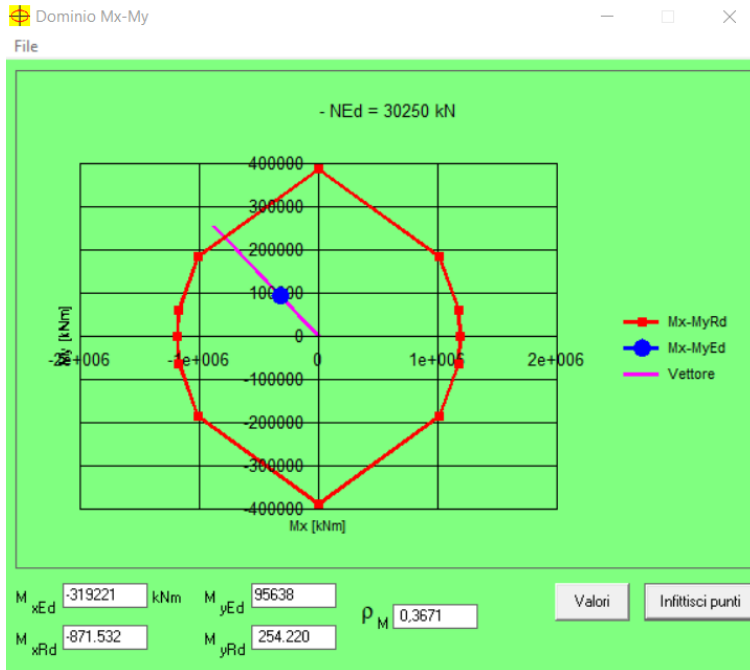 Dominio Mx-My
File
- NEd = 30250 kN
400000
300000
200000
100000
0
-100000
-200000
-300000
-400000
My [kNm]
-2e+006 -1e+006 0 1e+006 2e+006
Mx [kNm]
Mx-MyRd
Mx-MyEd
Vettore
M xEd -319221 kNm M yEd 95638
M xRd -871.532 M yRd 254.220
ρ M 0,3671
Valori Infittisci punti